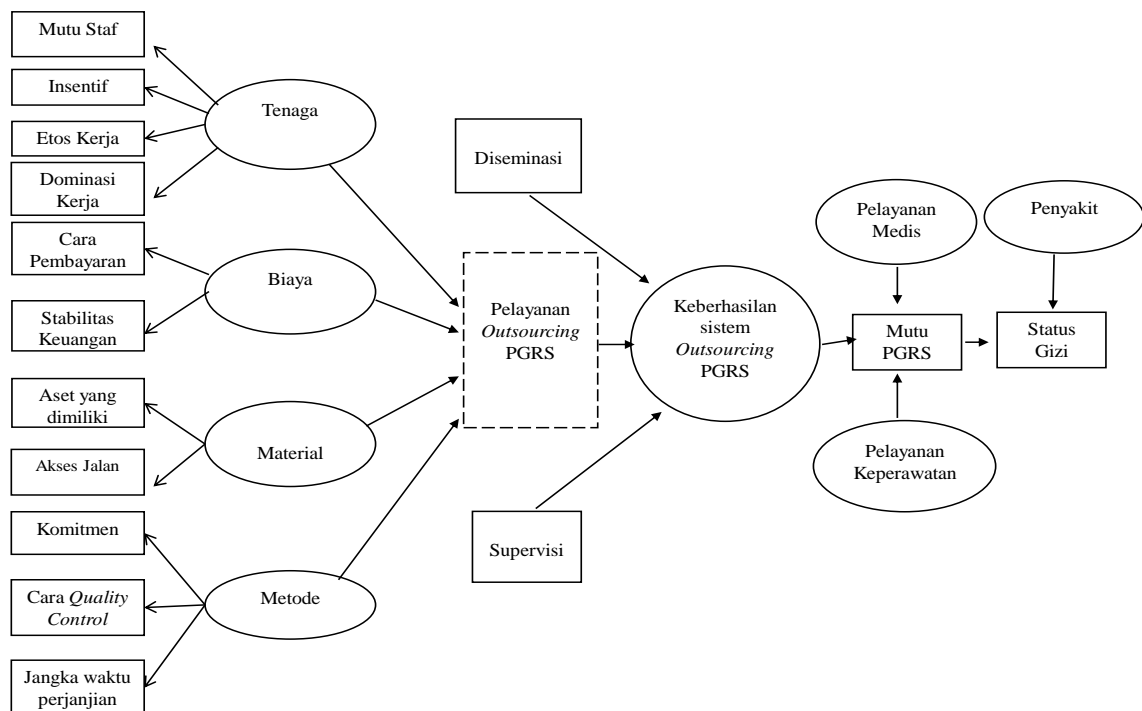 Mutu Staf
Insentif
Etos Kerja
Dominasi
Kerja
Cara
Pembayaran
Stabilitas
Keuangan
Aset yang
dimiliki
Akses Jalan
Komitmen
Cara Quality
Control
Jangka waktu
perjanjian
Tenaga
Biaya
Material
Metode
Diseminasi
Pelayanan
Outsourcing
PGRS
Supervisi
Keberhasilan
sistem
Outsourcing
PGRS
Pelayanan
Medis
Mutu
PGRS
Pelayanan
Keperawatan
Penyakit
Status
Gizi